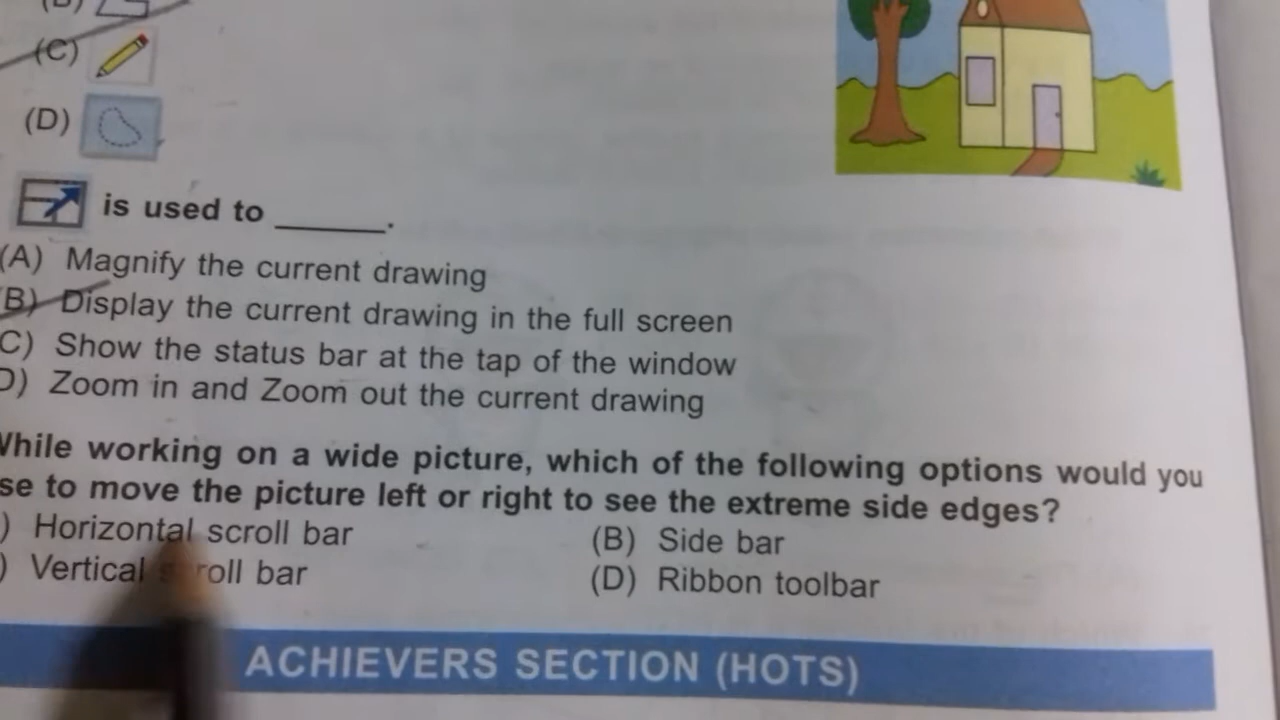 (C)
(D)
is used to ______.
(A) Magnify the current drawing
B) Display the current drawing in the full screen
C) Show the status bar at the tap of the window
D) Zoom in and Zoom out the current drawing
While working on a wide picture, which of the following options would you
se to move the picture left or right to see the extreme side edges?
) Horizontal scroll bar (B) Side bar
) Vertical scroll bar (D) Ribbon toolbar
ACHIEVERS SECTION (HOTS)